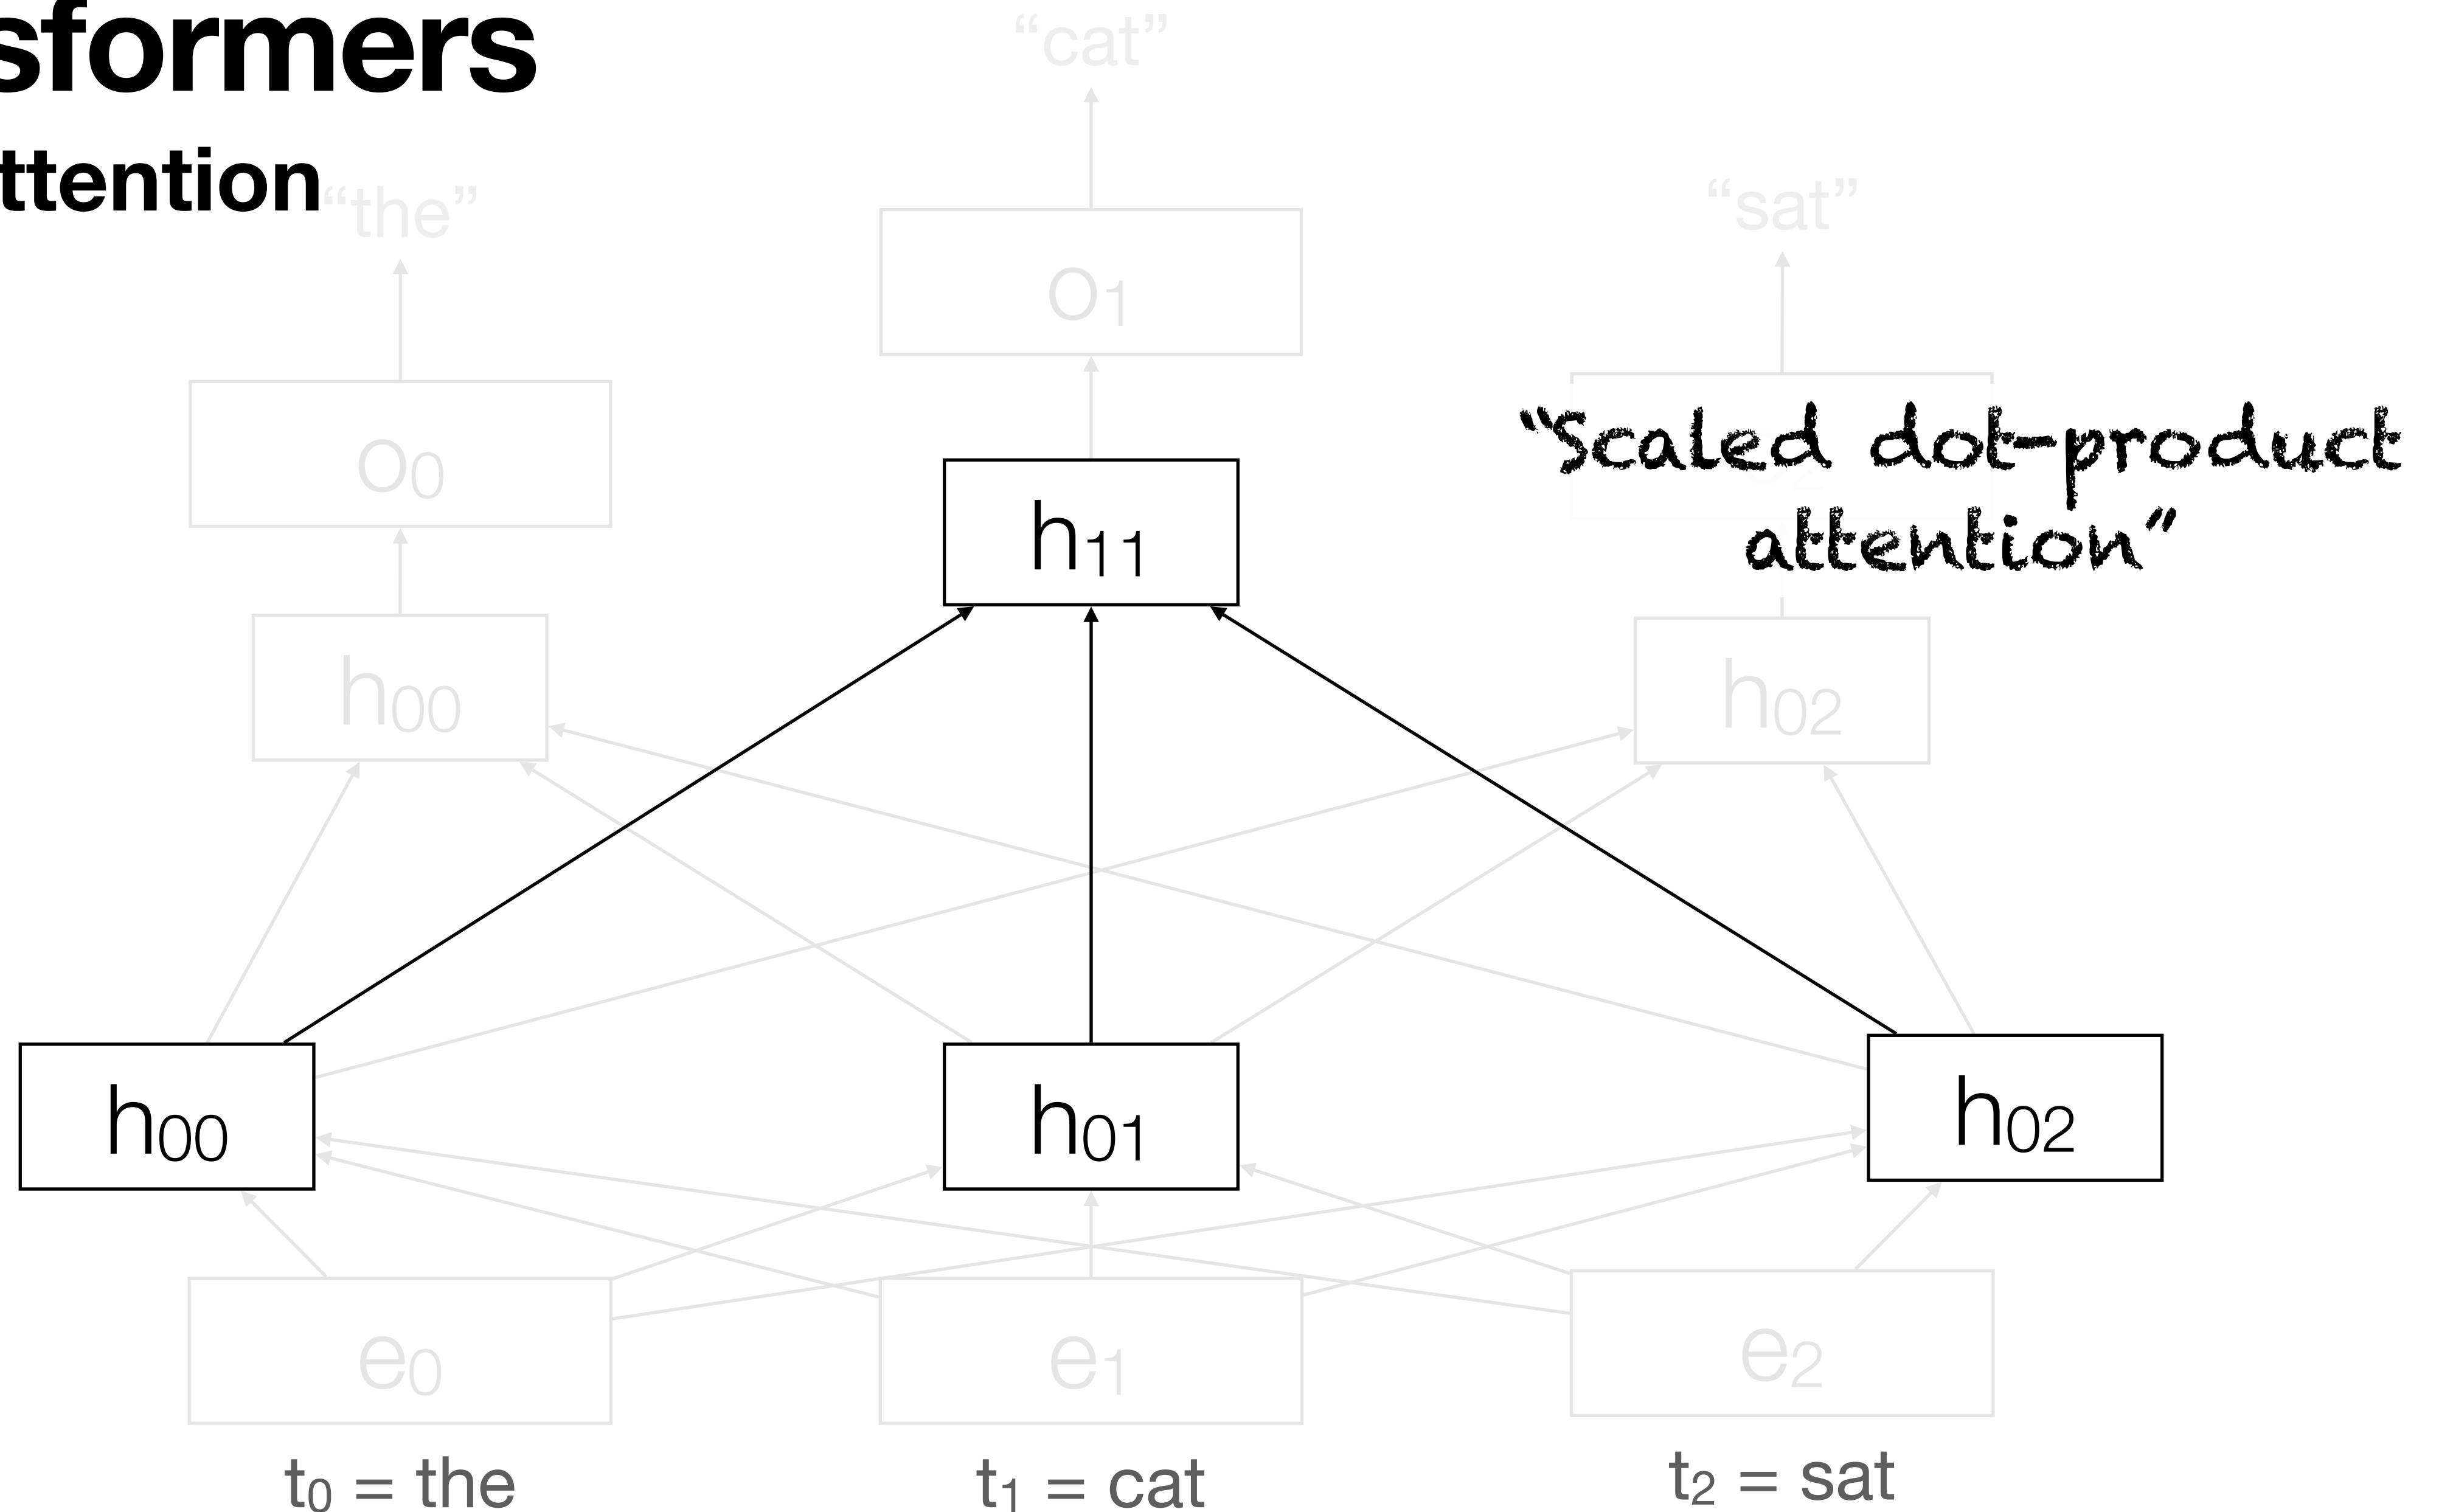 sformers
ttention
“cat”
“the”
“sat”
o1
o0
“Scaled dot-product
attention”
h11
h00
h02
h00
h01
h02
e0
e1
e2
t0 = the
t1 = cat
t2 = sat